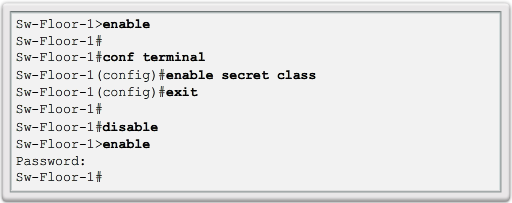 Sw-Floor-1>enable
Sw-Floor-1#
Sw-Floor-1#conf terminal
Sw-Floor-1(config)#enable secret class
Sw-Floor-1(config)#exit
Sw-Floor-1#
Sw-Floor-1#disable
Sw-Floor-1>enable
Password:
Sw-Floor-1#